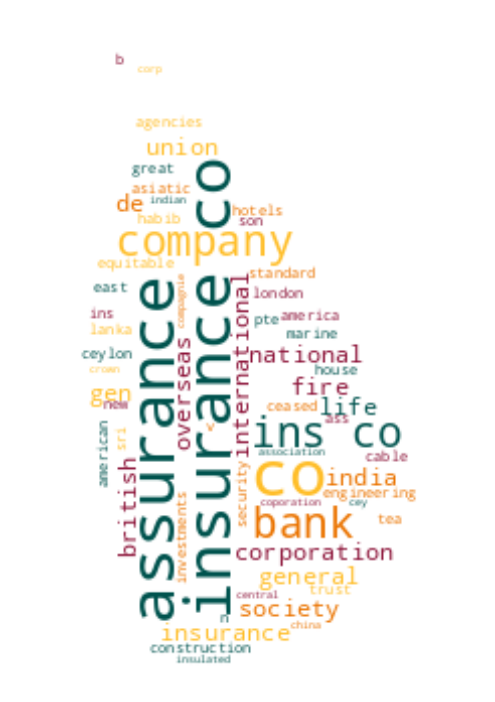 b
corp
agencies
union
great
asiatic
indian
de
habib
hotels
son
company
equitable
standard
east
compagnie
london
ins
pte
america
lanka
marine
ceylon
overseas
international
national
crown
house
gen
new
fire
ceased
life
ass
v
ins co
sri
american
association
cable
assurance
insurance co
co
india
security
engineering
british
investments
coporation
cey
bank
tea
corporation
general
trust
central
society
n
china
insurance
construction
insulated